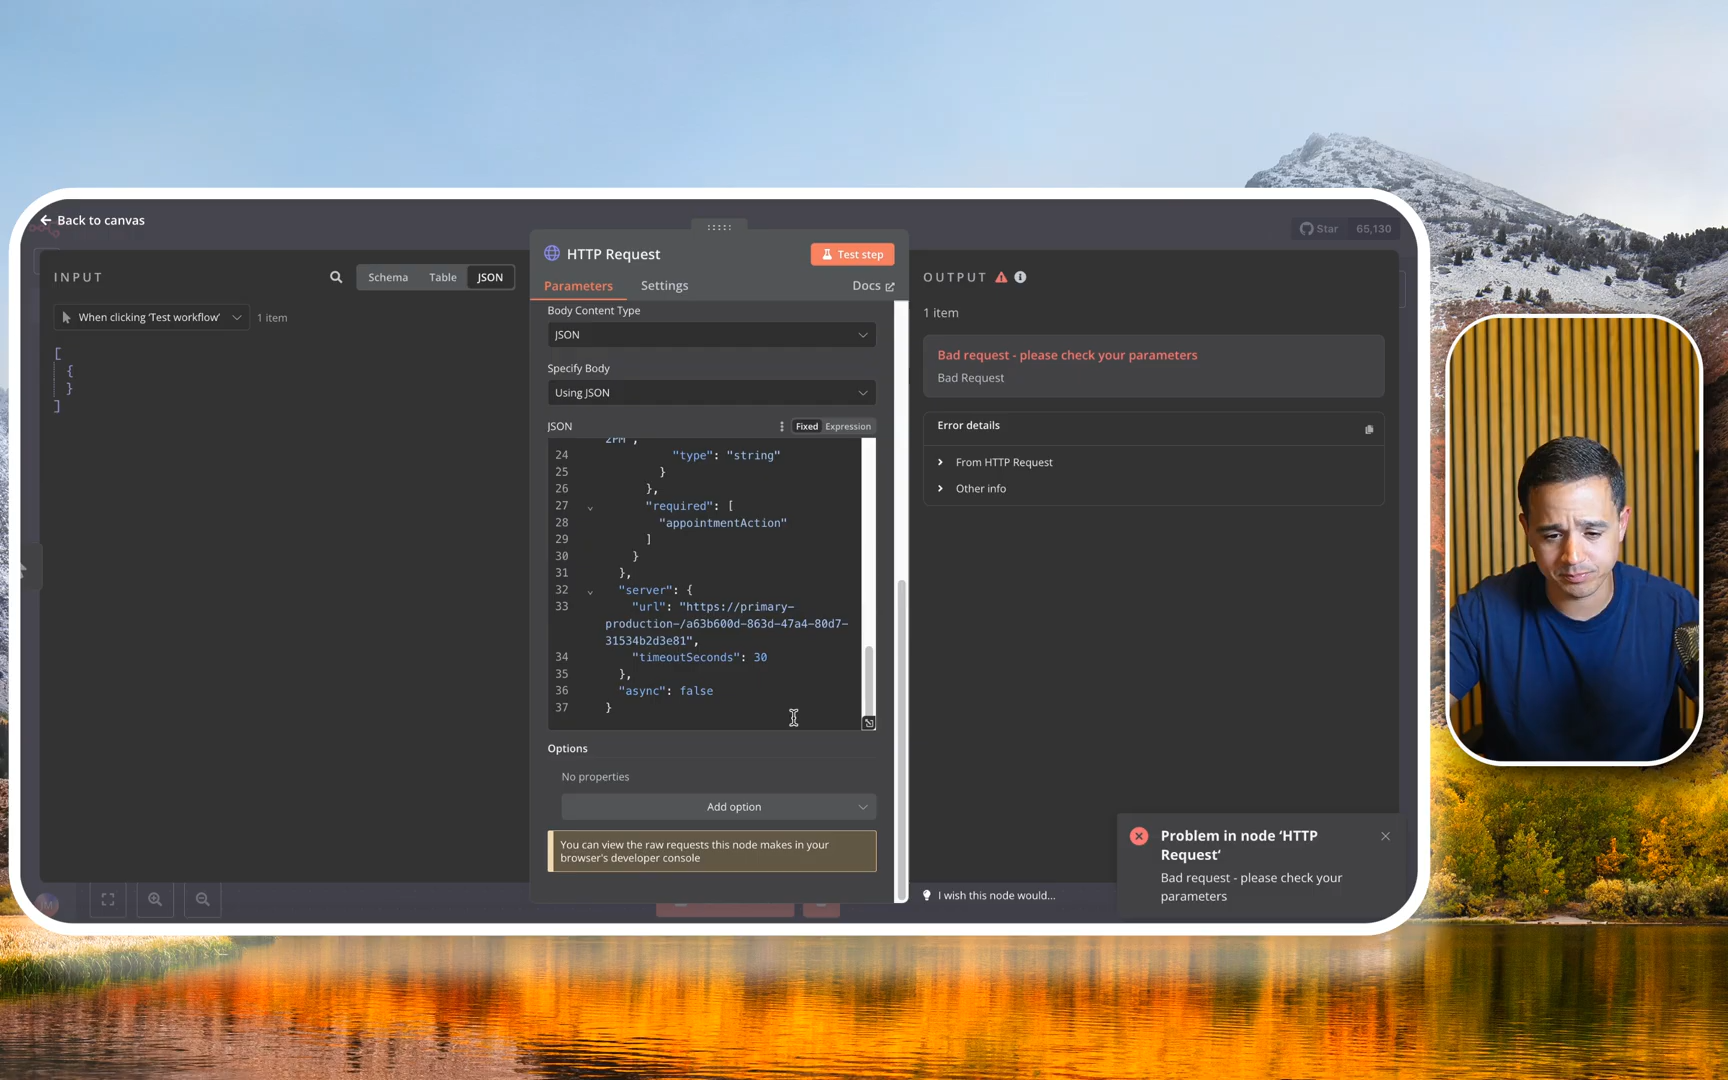 Back to canvas
Star 65,130
INPUT
Schema Table JSON
When clicking ‘Test workflow’ 1 item
[
{
}
]
HTTP Request
Test step
Parameters Settings Docs
Body Content Type
JSON
Specify Body
Using JSON
JSON
Fixed Expression
2PM",
24 "type": "string"
25 }
26 },
27 "required": [
28 "appointmentAction"
29 ]
30 }
31 },
32 "server": {
33 "url": "https://primary-
production-/a63b600d-863d-47a4-80d7-
31534b2d3e81",
34 "timeoutSeconds": 30
35 },
36 "async": false
37 }
Options
No properties
Add option
You can view the raw requests this node makes in your
browser's developer console
OUTPUT
1 item
Bad request - please check your parameters
Bad Request
Error details
From HTTP Request
Other info
I wish this node would...
Problem in node ‘HTTP
Request‘
Bad request - please check your
parameters